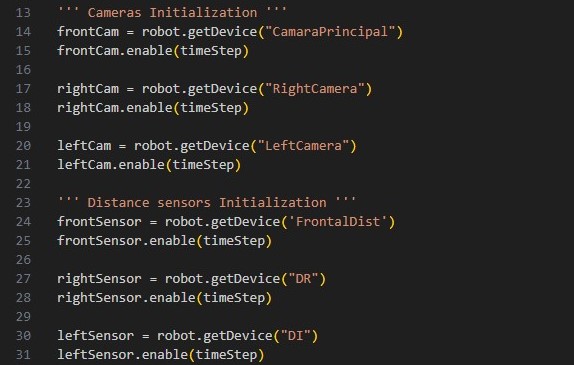 13 ''' Cameras Initialization '''
14 frontCam = robot.getDevice("CamaraPrincipal")
15 frontCam.enable(timeStep)
16
17 rightCam = robot.getDevice("RightCamera")
18 rightCam.enable(timeStep)
19
20 leftCam = robot.getDevice("LeftCamera")
21 leftCam.enable(timeStep)
22
23 ''' Distance sensors Initialization '''
24 frontSensor = robot.getDevice('FrontalDist')
25 frontSensor.enable(timeStep)
26
27 rightSensor = robot.getDevice("DR")
28 rightSensor.enable(timeStep)
29
30 leftSensor = robot.getDevice("DI")
31 leftSensor.enable(timeStep)